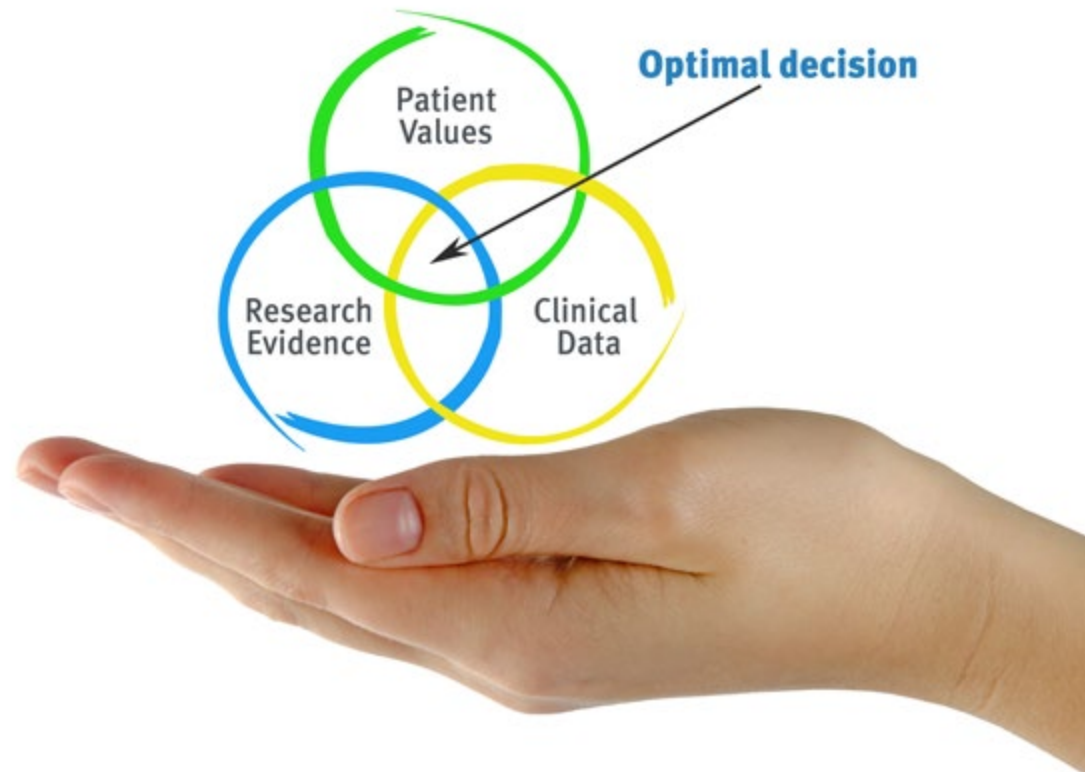 Optimal decision
Patient
Values
Research
Evidence
Clinical
Data